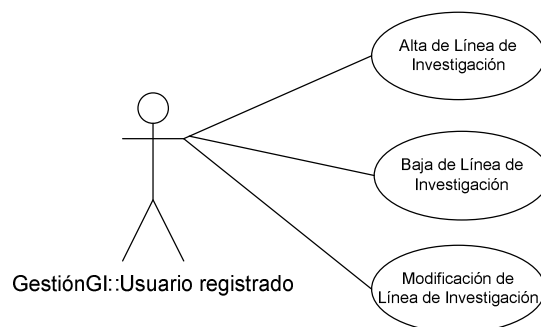 Alta de Línea de
Investigación
Baja de Línea de
Investigación
GestiónGI::Usuario registrado
Modificación de
Línea de Investigación